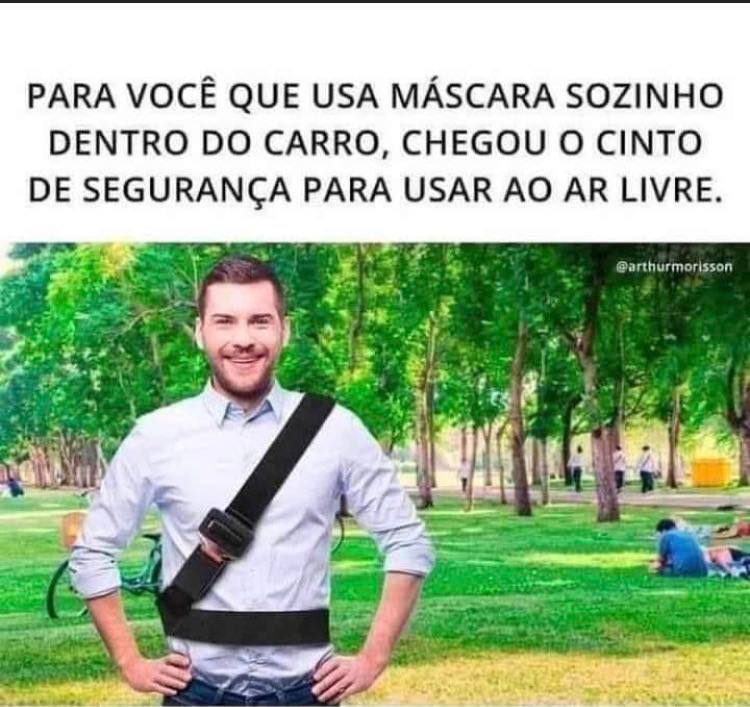 PARA VOCÊ QUE USA MÁSCARA SOZINHO
DENTRO DO CARRO, CHEGOU O CINTO
DE SEGURANÇA PARA USAR AO AR LIVRE.
@arthurmorisson